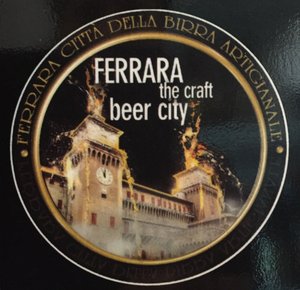 • FERRARA CITTÀ DELLA BIRRA ARTIGIANALE •
FERRARA
the craft
beer city